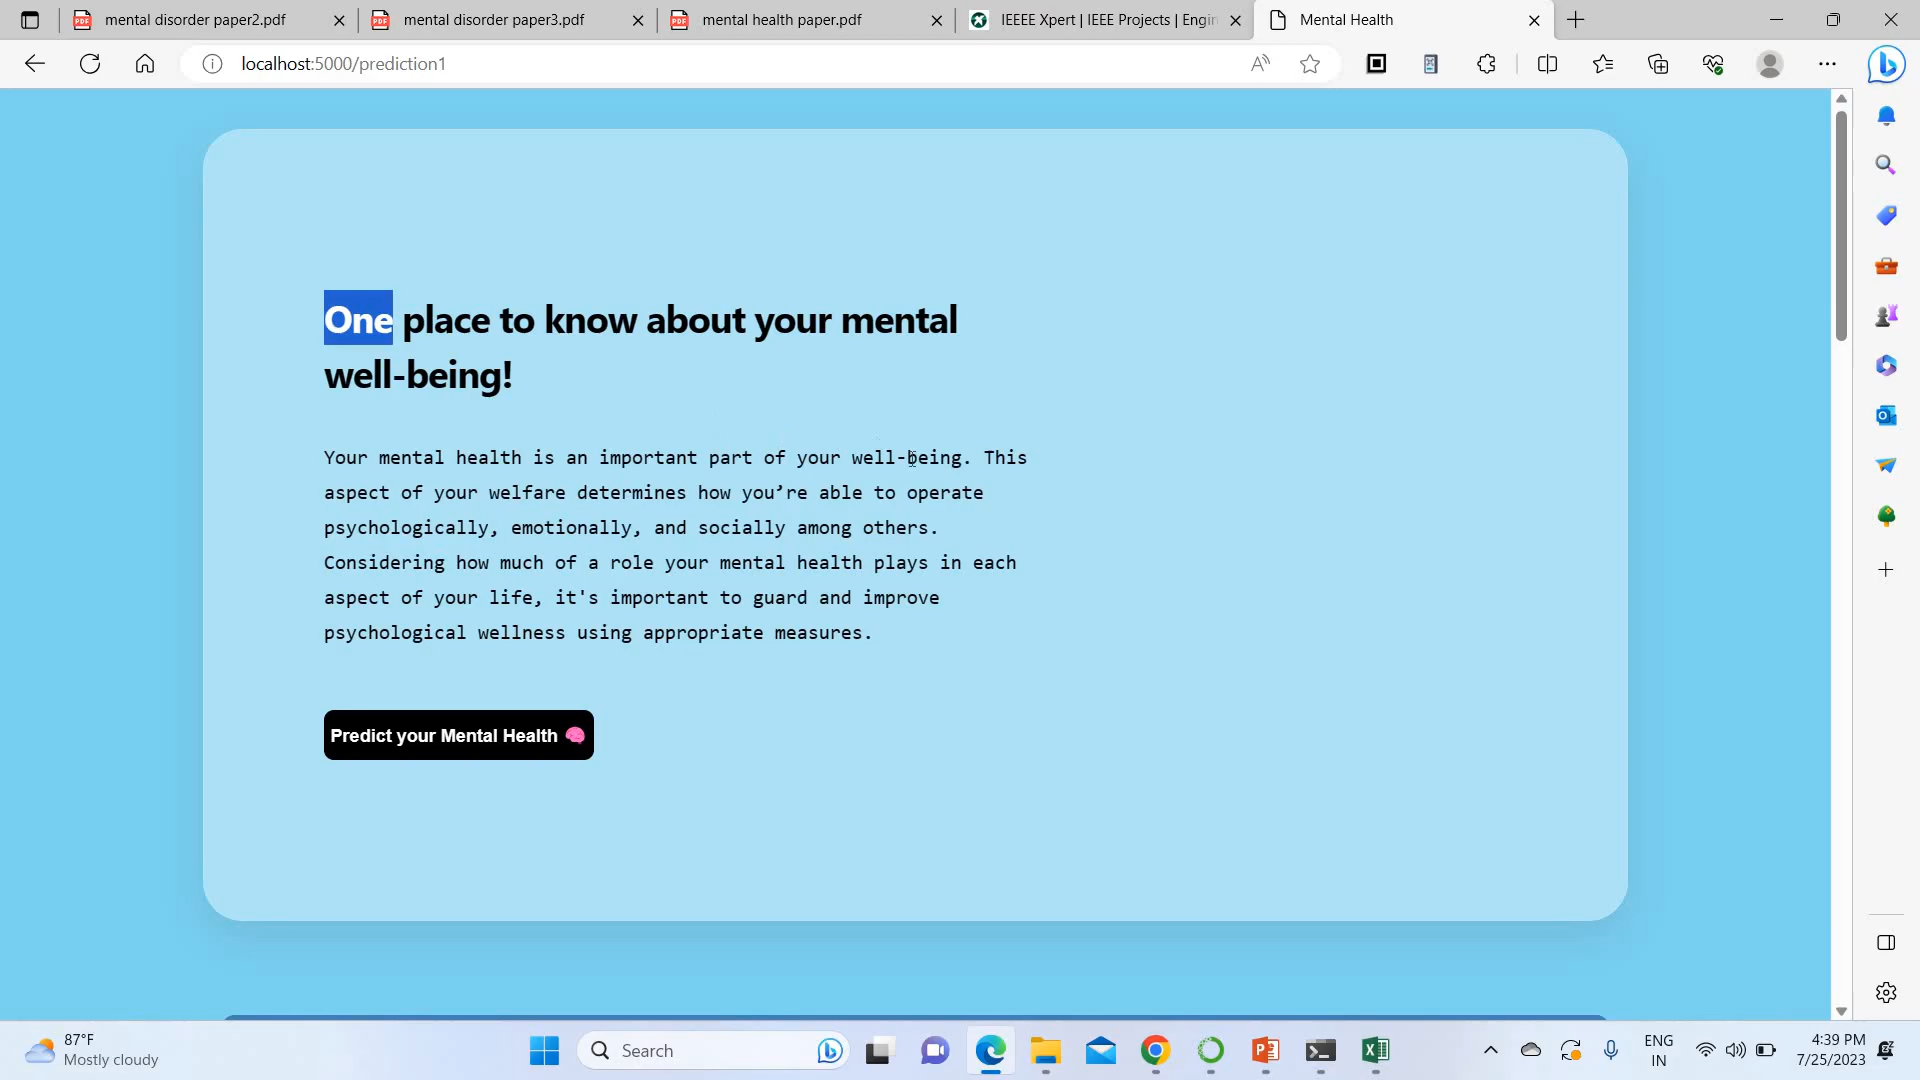 mental disorder paper2.pdf
mental disorder paper3.pdf
mental health paper.pdf
IEEEE Xpert | IEEE Projects | Engin
Mental Health
localhost:5000/prediction1
One place to know about your mental
well-being!
Your mental health is an important part of your well-being. This
aspect of your welfare determines how you’re able to operate
psychologically, emotionally, and socially among others.
Considering how much of a role your mental health plays in each
aspect of your life, it's important to guard and improve
psychological wellness using appropriate measures.
Predict your Mental Health
87°F
Mostly cloudy
Search
ENG
IN
4:39 PM
7/25/2023